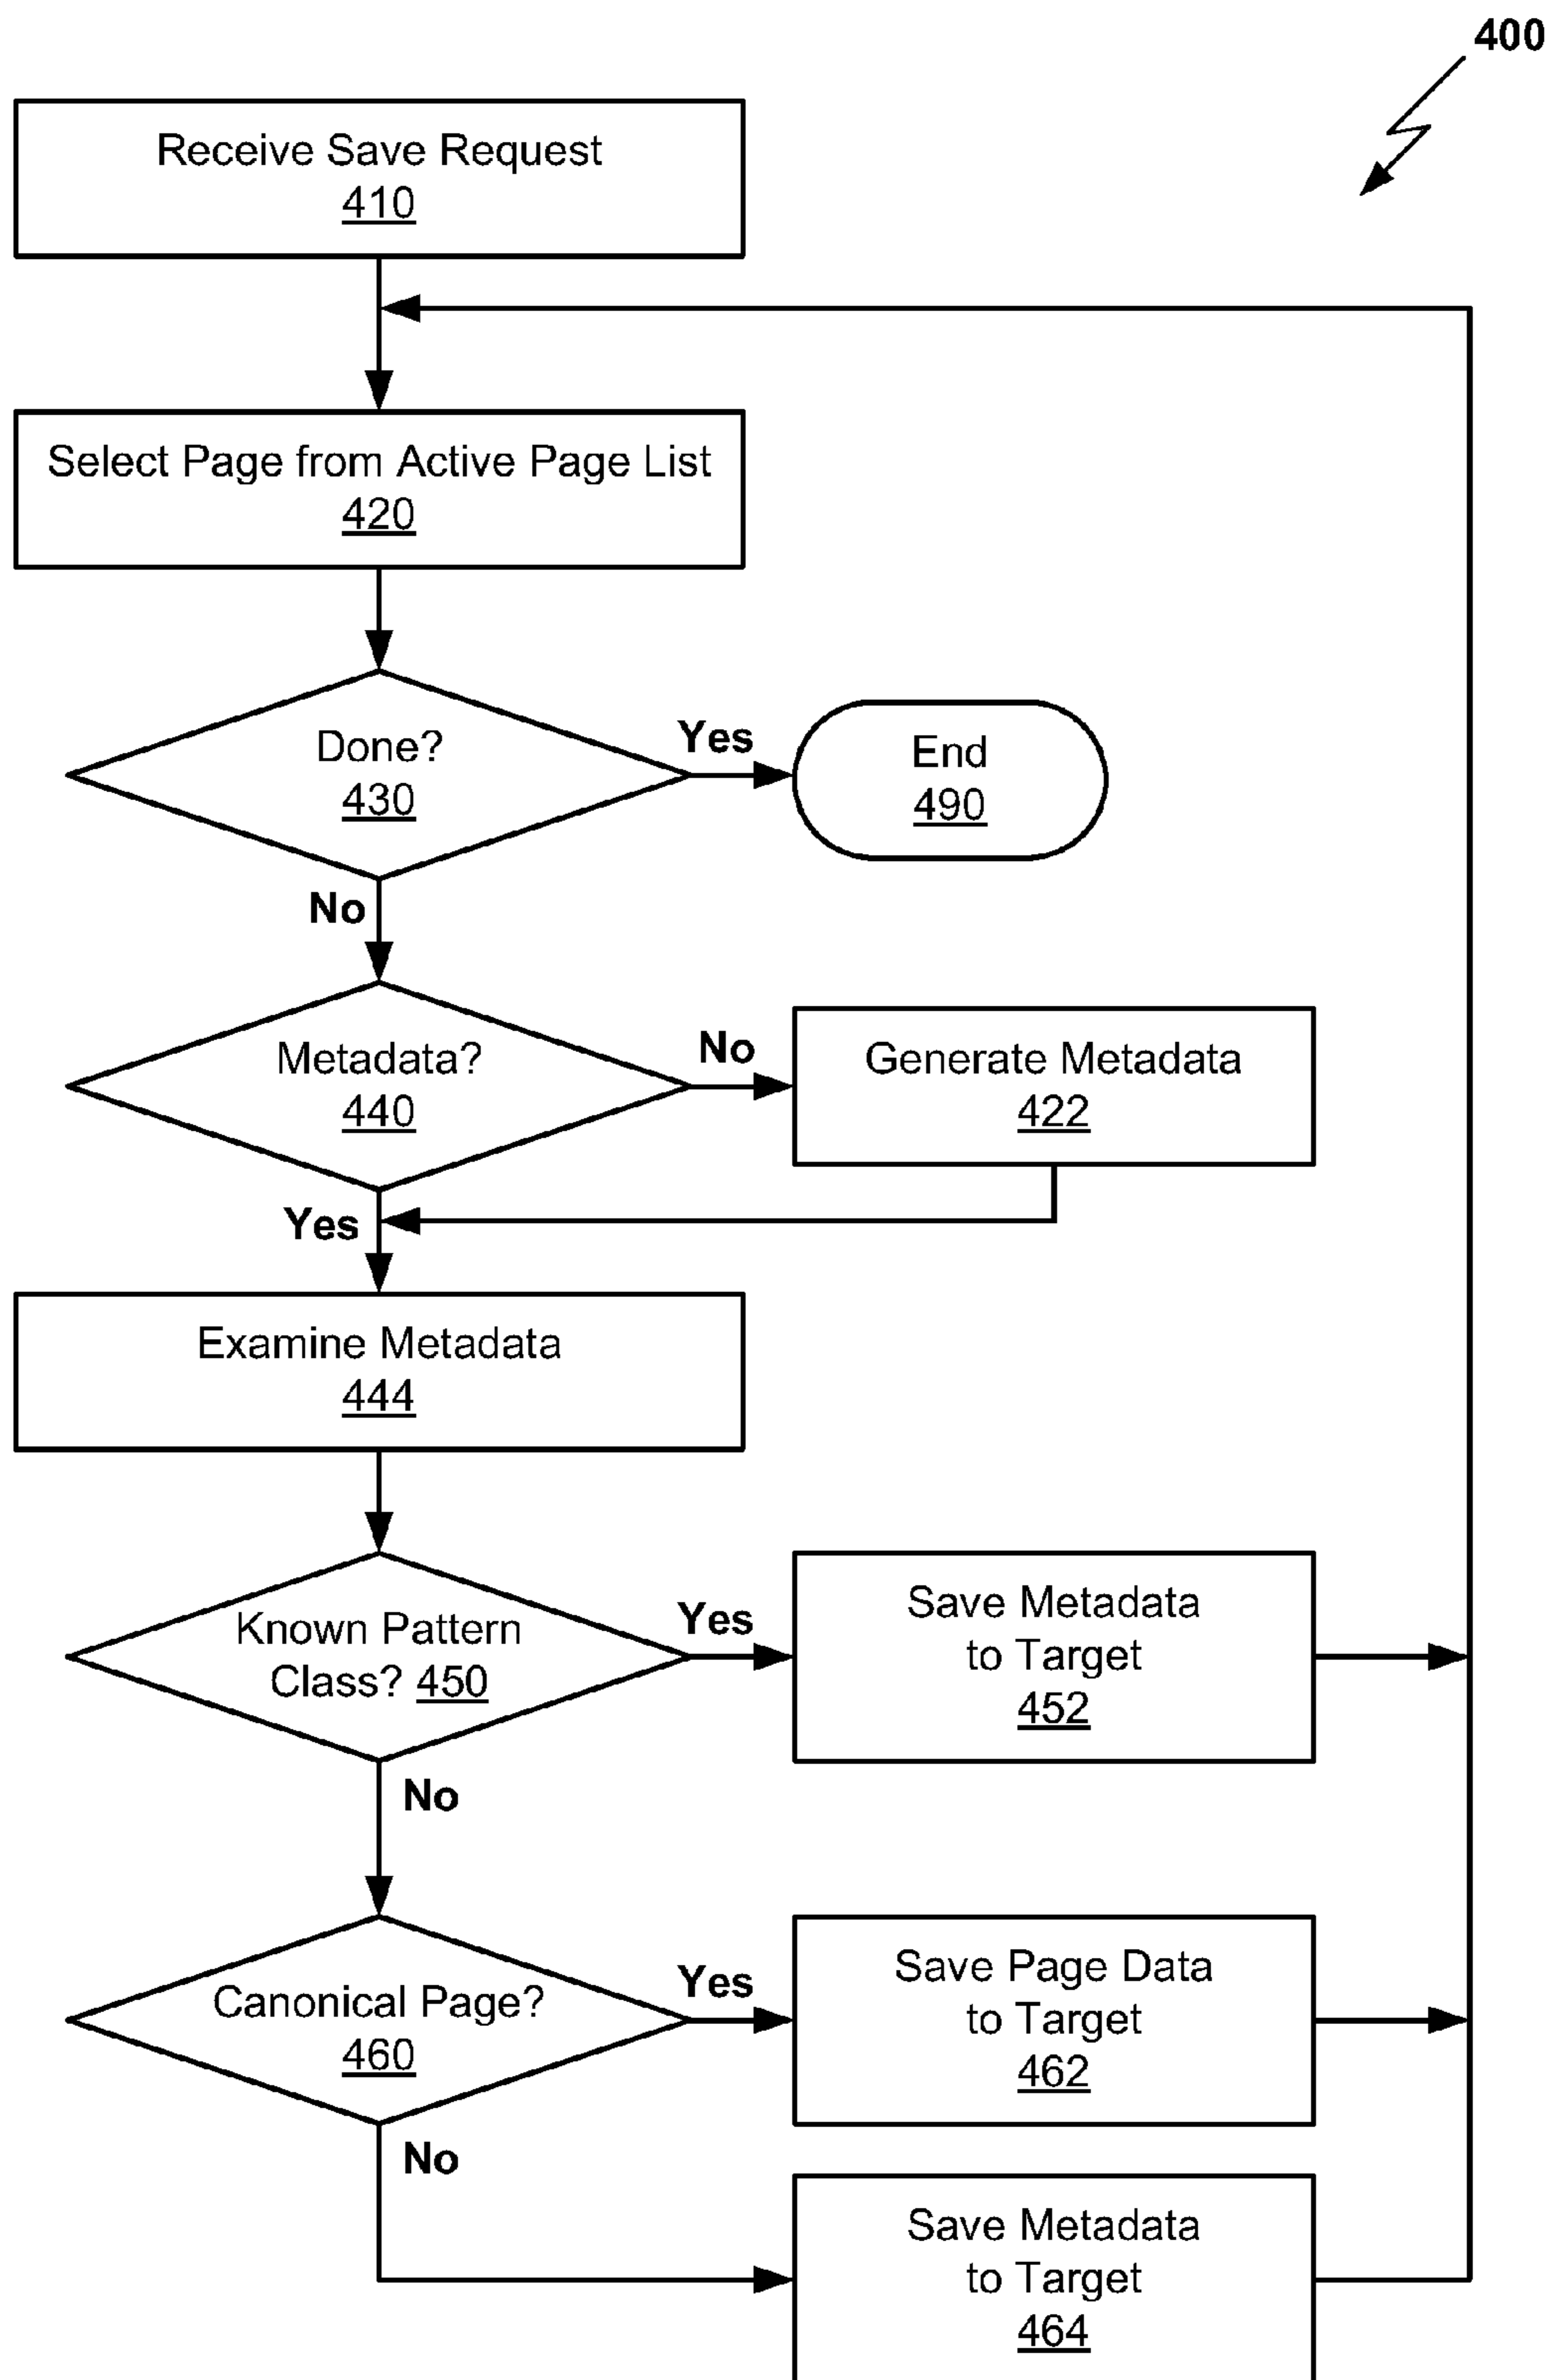 400
Receive Save Request
410
Select Page from Active Page List
420
Done?
430
Yes
End
490
No
Metadata?
440
No
Generate Metadata
422
Yes
Examine Metadata
444
Known Pattern
Class? 450
Yes
Save Metadata
to Target
452
No
Canonical Page?
460
Yes
Save Page Data
to Target
462
No
Save Metadata
to Target
464